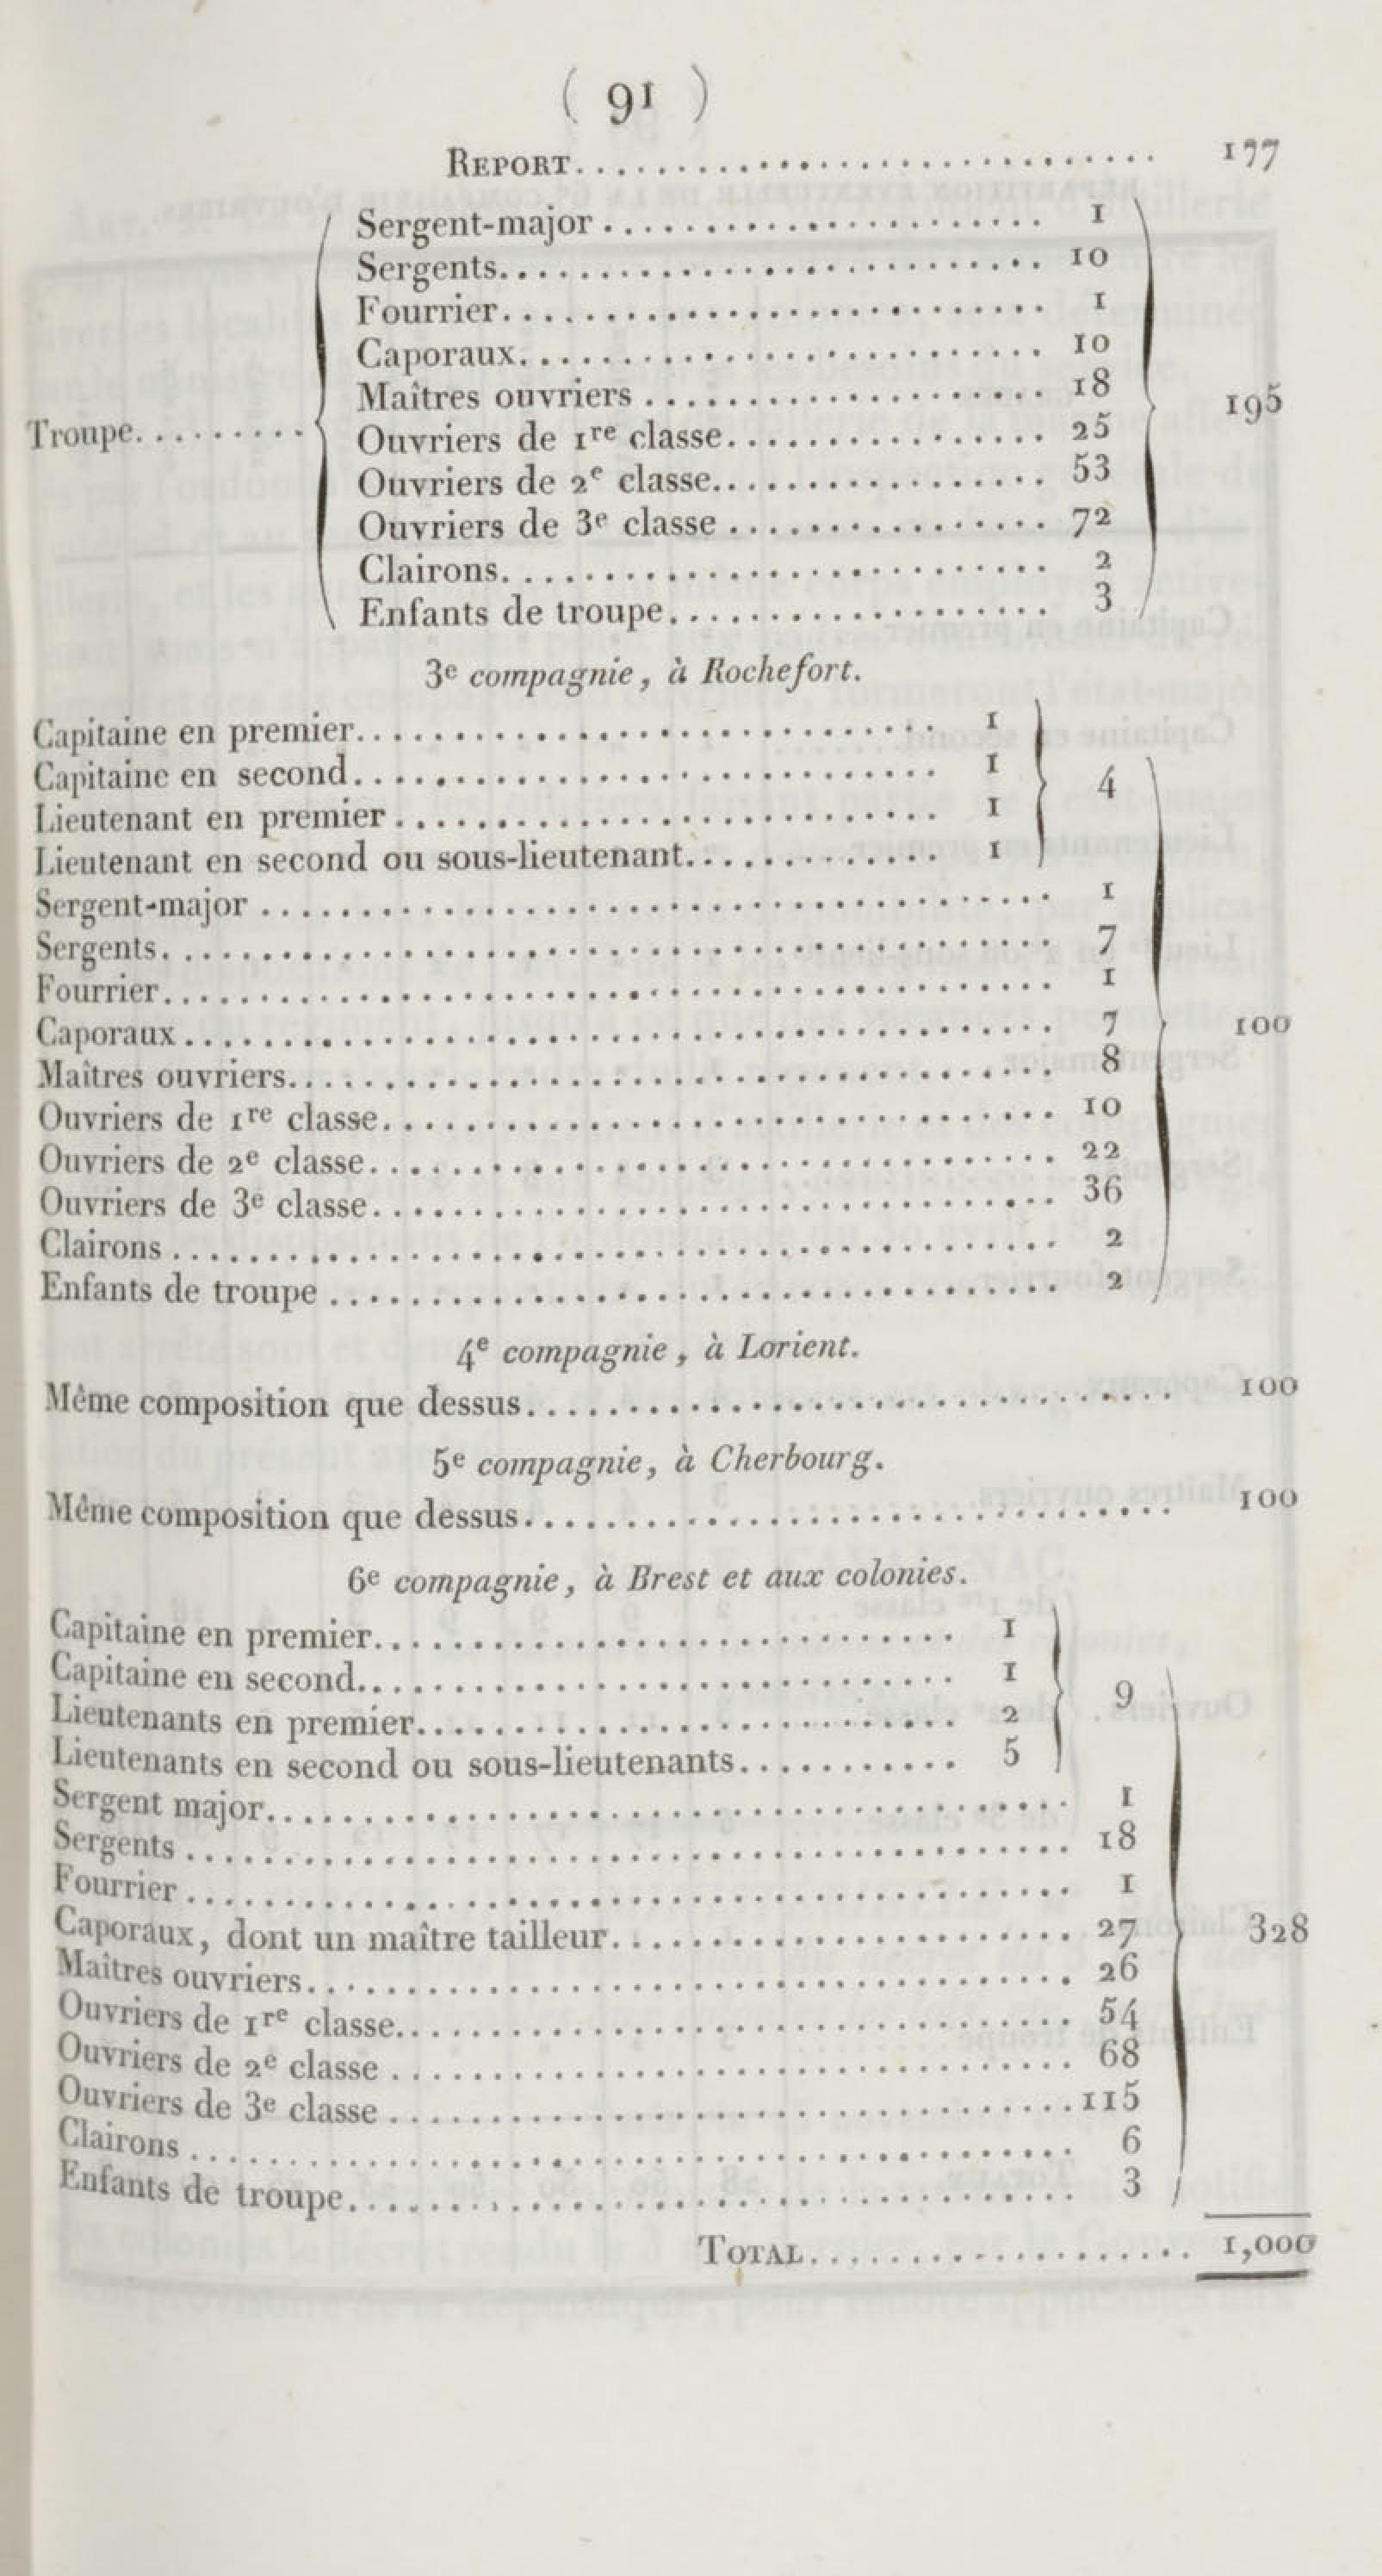 ( 91 )
REPORT................................ 177
Sergent-major...................... 1
Sergents........................... 10
Fourrier........................... 1
Caporaux........................... 10
Maîtres ouvriers................... 18
195
Troupe.........
Ouvriers de 1re classe............... 25
Ouvriers de 2e classe................ 53
Ouvriers de 3e classe................ 72
Clairons........................... 2
Enfants de troupe................... 3
3e compagnie, à Rochefort.
Capitaine en premier............................ 1
Capitaine en second............................ 1
4
Lieutenant en premier........................... 1
Lieutenant en second ou sous-lieutenant............. 1
Sergent-major........................................ 1
Sergents............................................. 7
Fourrier............................................. 1
Caporaux............................................. 7
100
Maîtres ouvriers...................................... 8
Ouvriers de 1re classe................................. 10
Ouvriers de 2e classe.................................. 22
Ouvriers de 3e classe.................................. 36
Clairons............................................. 2
Enfants de troupe..................................... 2
4e compagnie, à Lorient.
Même composition que dessus................................ 100
5e compagnie, à Cherbourg.
Même composition que dessus................................ 100
6e compagnie, à Brest et aux colonies.
Capitaine en premier............................ 1
Capitaine en second............................. 1
9
Lieutenants en premier........................... 2
Lieutenants en second ou sous-lieutenants........... 5
Sergent major........................................ 1
Sergents............................................ 18
Fourrier............................................ 1
Caporaux, dont un maître tailleur....................... 27
328
Maîtres ouvriers...................................... 26
Ouvriers de 1re classe................................. 54
Ouvriers de 2e classe.................................. 68
Ouvriers de 3e classe.................................. 115
Clairons............................................ 6
Enfants de troupe.................................... 3
TOTAL................... 1,000